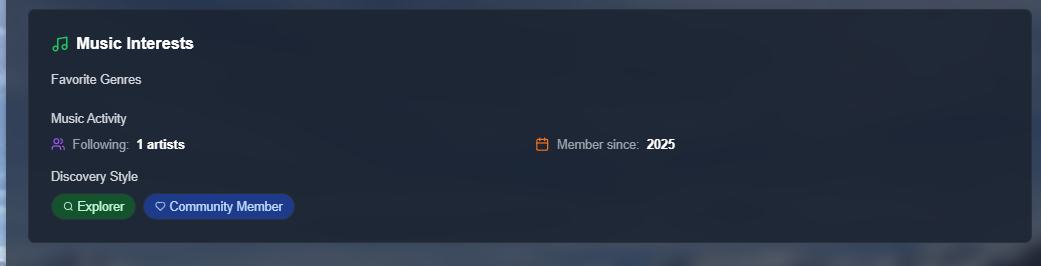 Music Interests
Favorite Genres
Music Activity
Following: 1 artists
Member since: 2025
Discovery Style
Explorer
Community Member